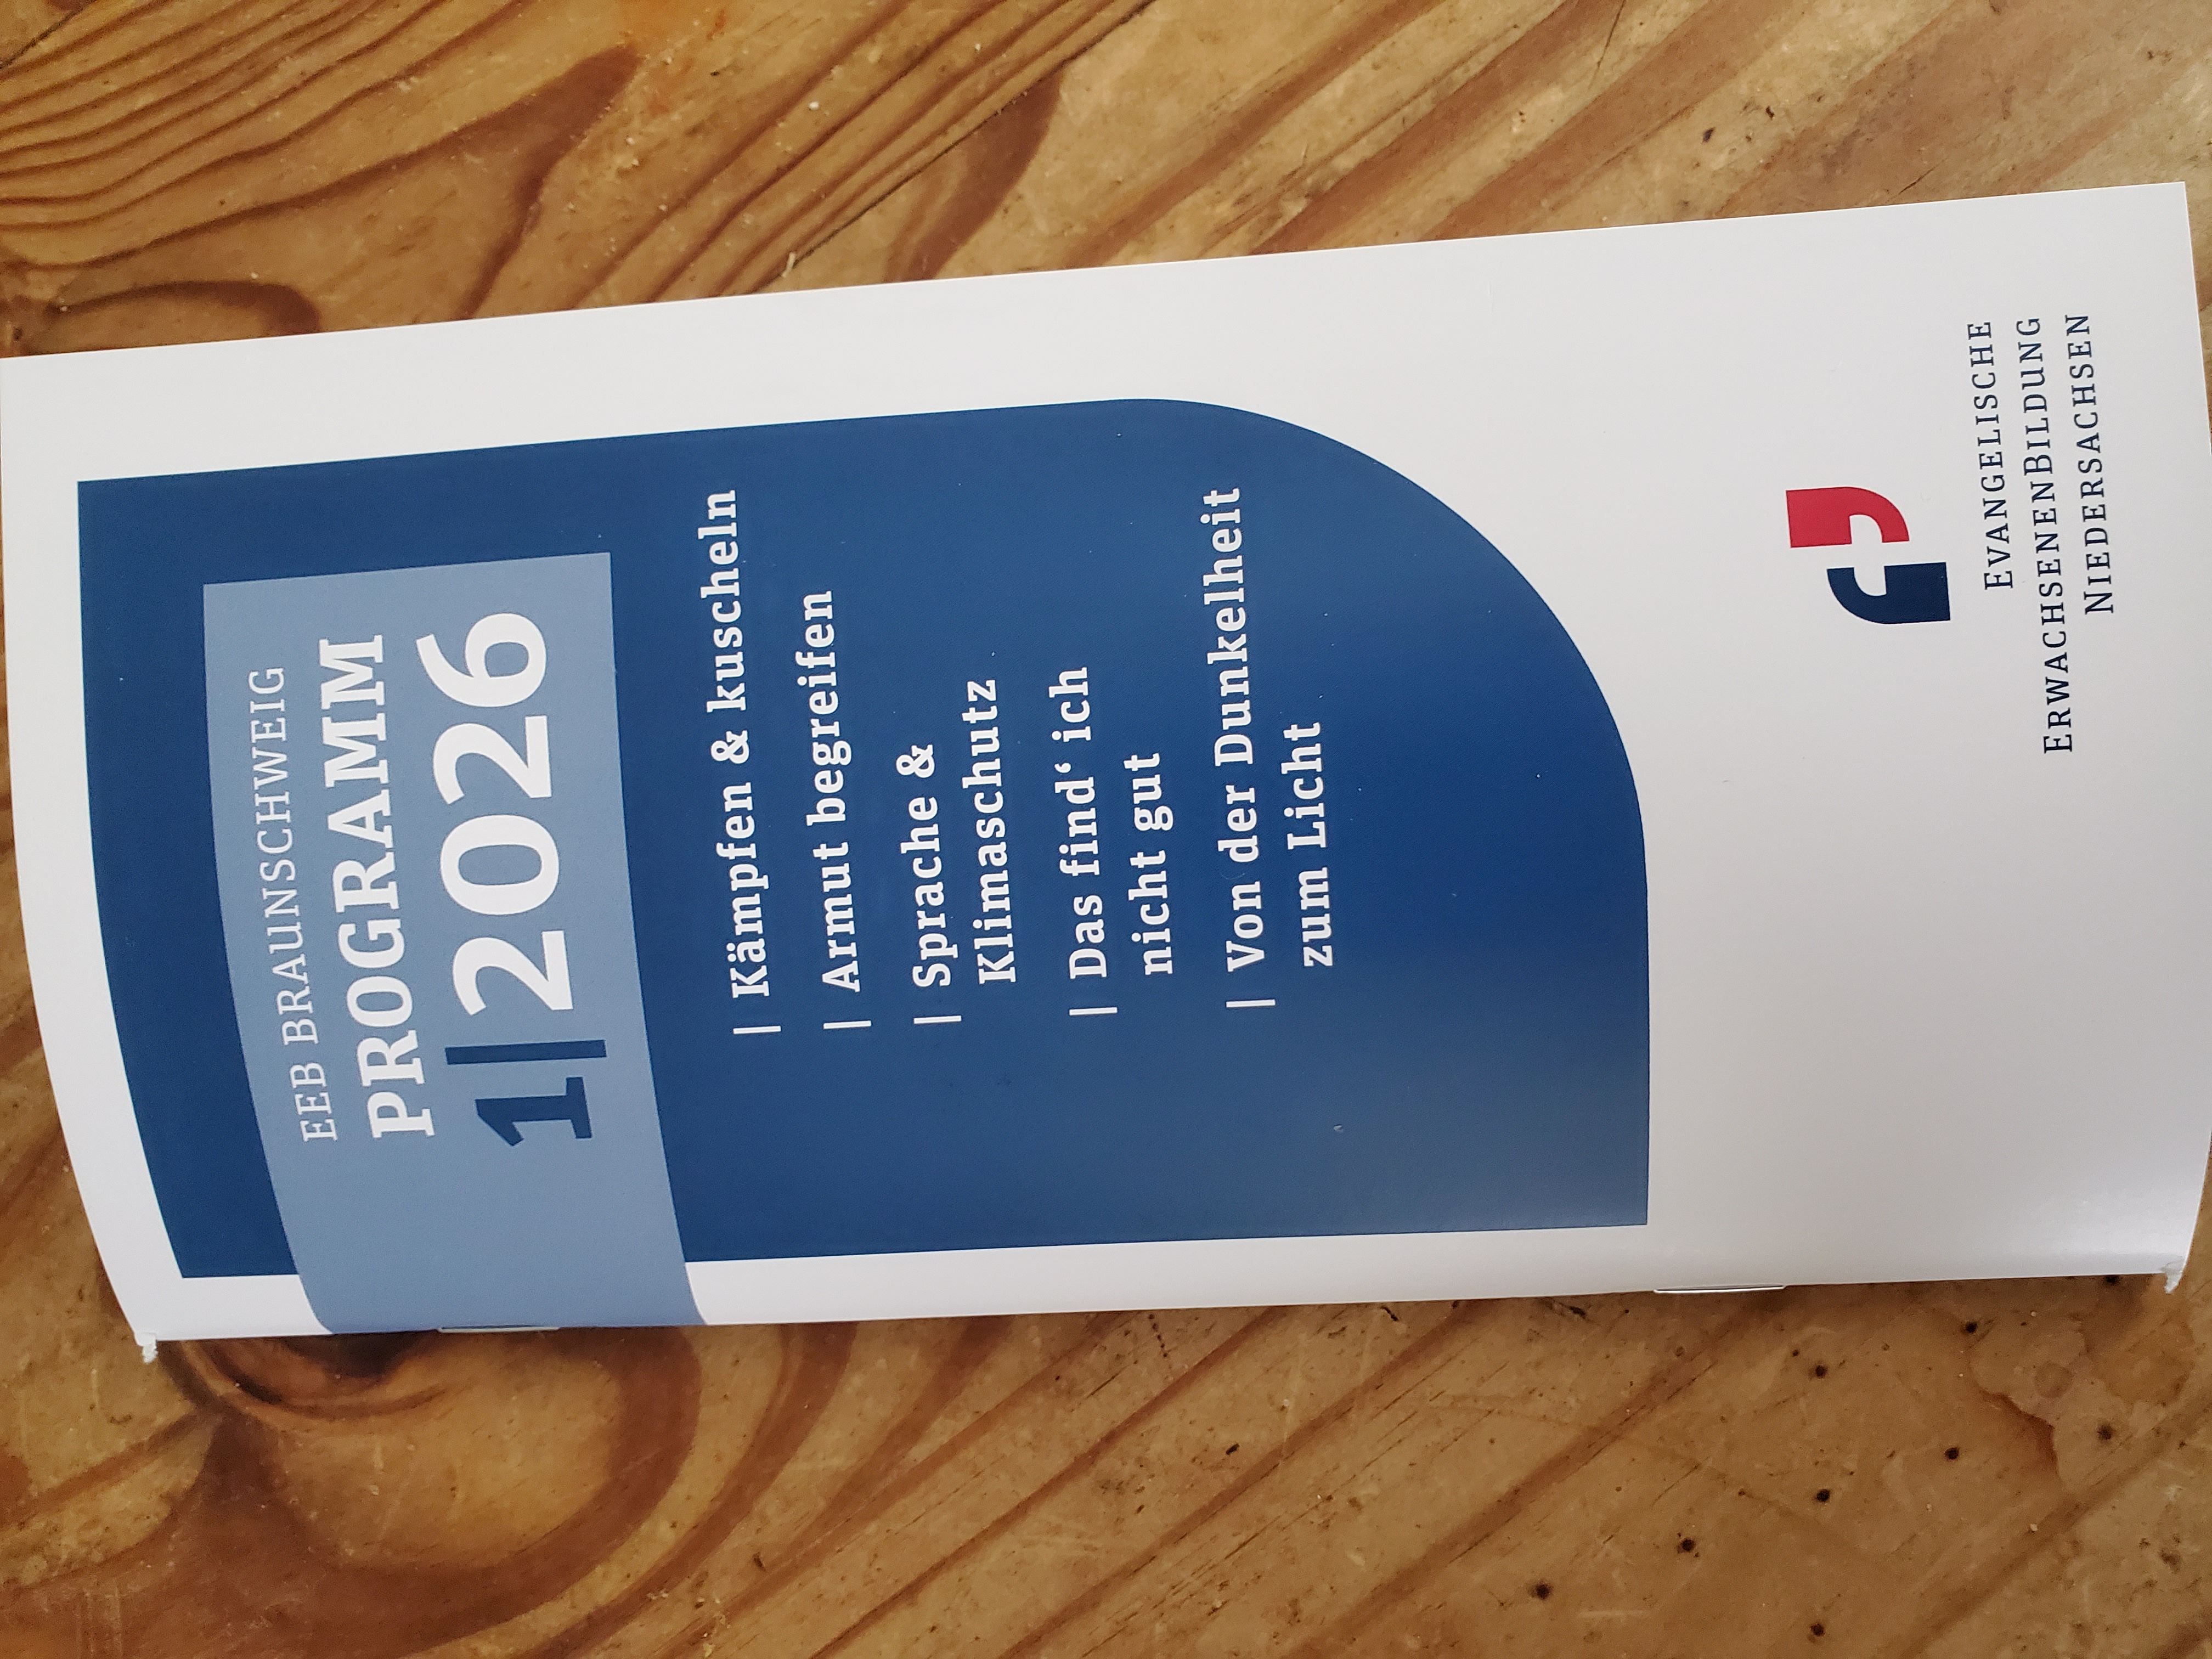 EEB BRAUNSCHWEIG
PROGRAMM
1|2026
| Kämpfen & kuscheln
| Armut begreifen
| Sprache &
Klimaschutz
| Das find‘ ich
nicht gut
| Von der Dunkelheit
zum Licht
EVANGELISCHE
ERWACHSENENBILDUNG
NIEDERSACHSEN